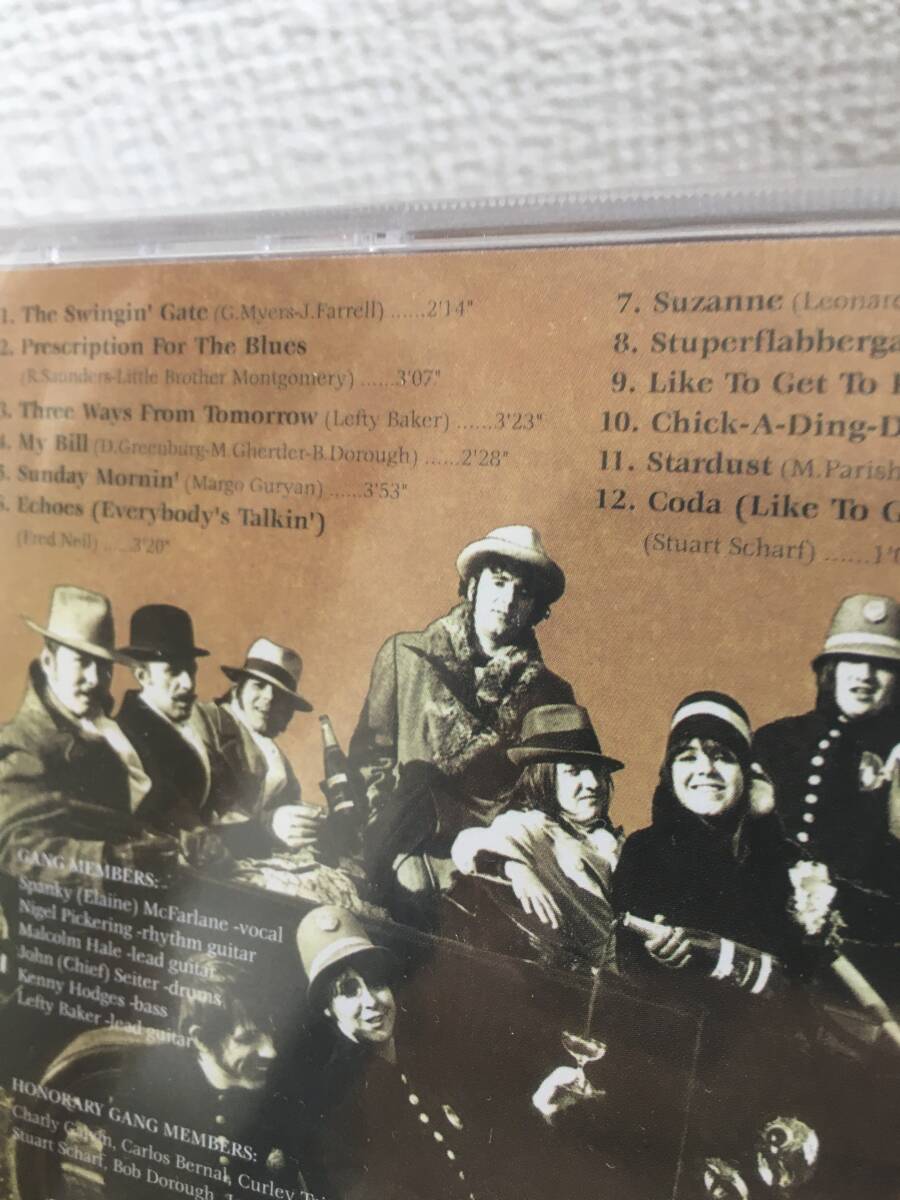 1. The Swingin' Gate (G.Myers-J.Farrell) ......2'14"
2. Prescription For The Blues
(R.Saunders-Little Brother Montgomery) ......3'07"
3. Three Ways From Tomorrow (Lefty Baker) ......3'23"
4. My Bill (D.Greenburg-M.Gherder-B.Dorough) ......2'28"
5. Sunday Mornin' (Margo Guryan) ......3'53"
6. Echoes (Everybody's Talkin')
(Fred Neil) ......3'20"
7. Suzanne (Leonard
8. Stuperflabberga
9. Like To Get To
10. Chick-A-Ding-D
11. Stardust (M.Parish
12. Coda (Like To G
(Stuart Scharf) ......1'
GANG MEMBERS:
Spanky (Elaine) McFarlane -vocal
Nigel Pickering -rhythm guitar
Malcolm Hale -lead guitar
John (Chief) Seiter -drums
Kenny Hodges -bass
Lefty Baker -lead guitar
HONORARY GANG MEMBERS:
Charly Carlos Bernal, Curley
Stuart Scharf, Bob Dorough,